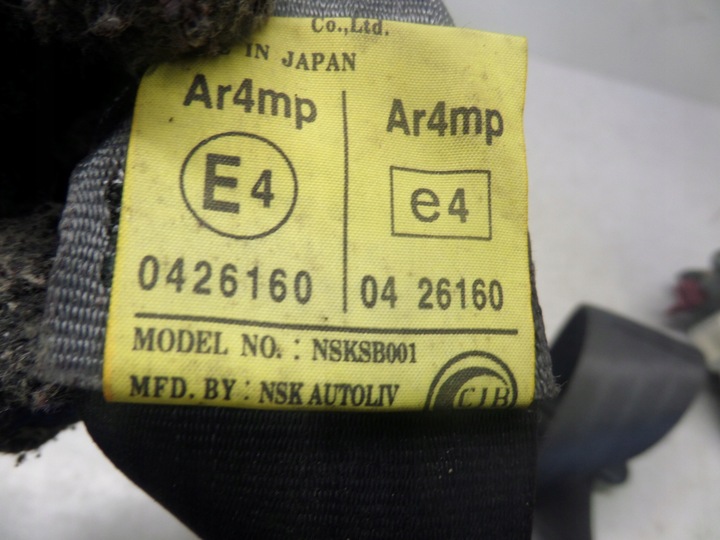 Co.,Ltd.
IN JAPAN
Ar4mp
E4
0426160
Ar4mp
e4
04 26160
MODEL NO. : NSKSB001
MFD. BY : NSK AUTOLIV
CJB